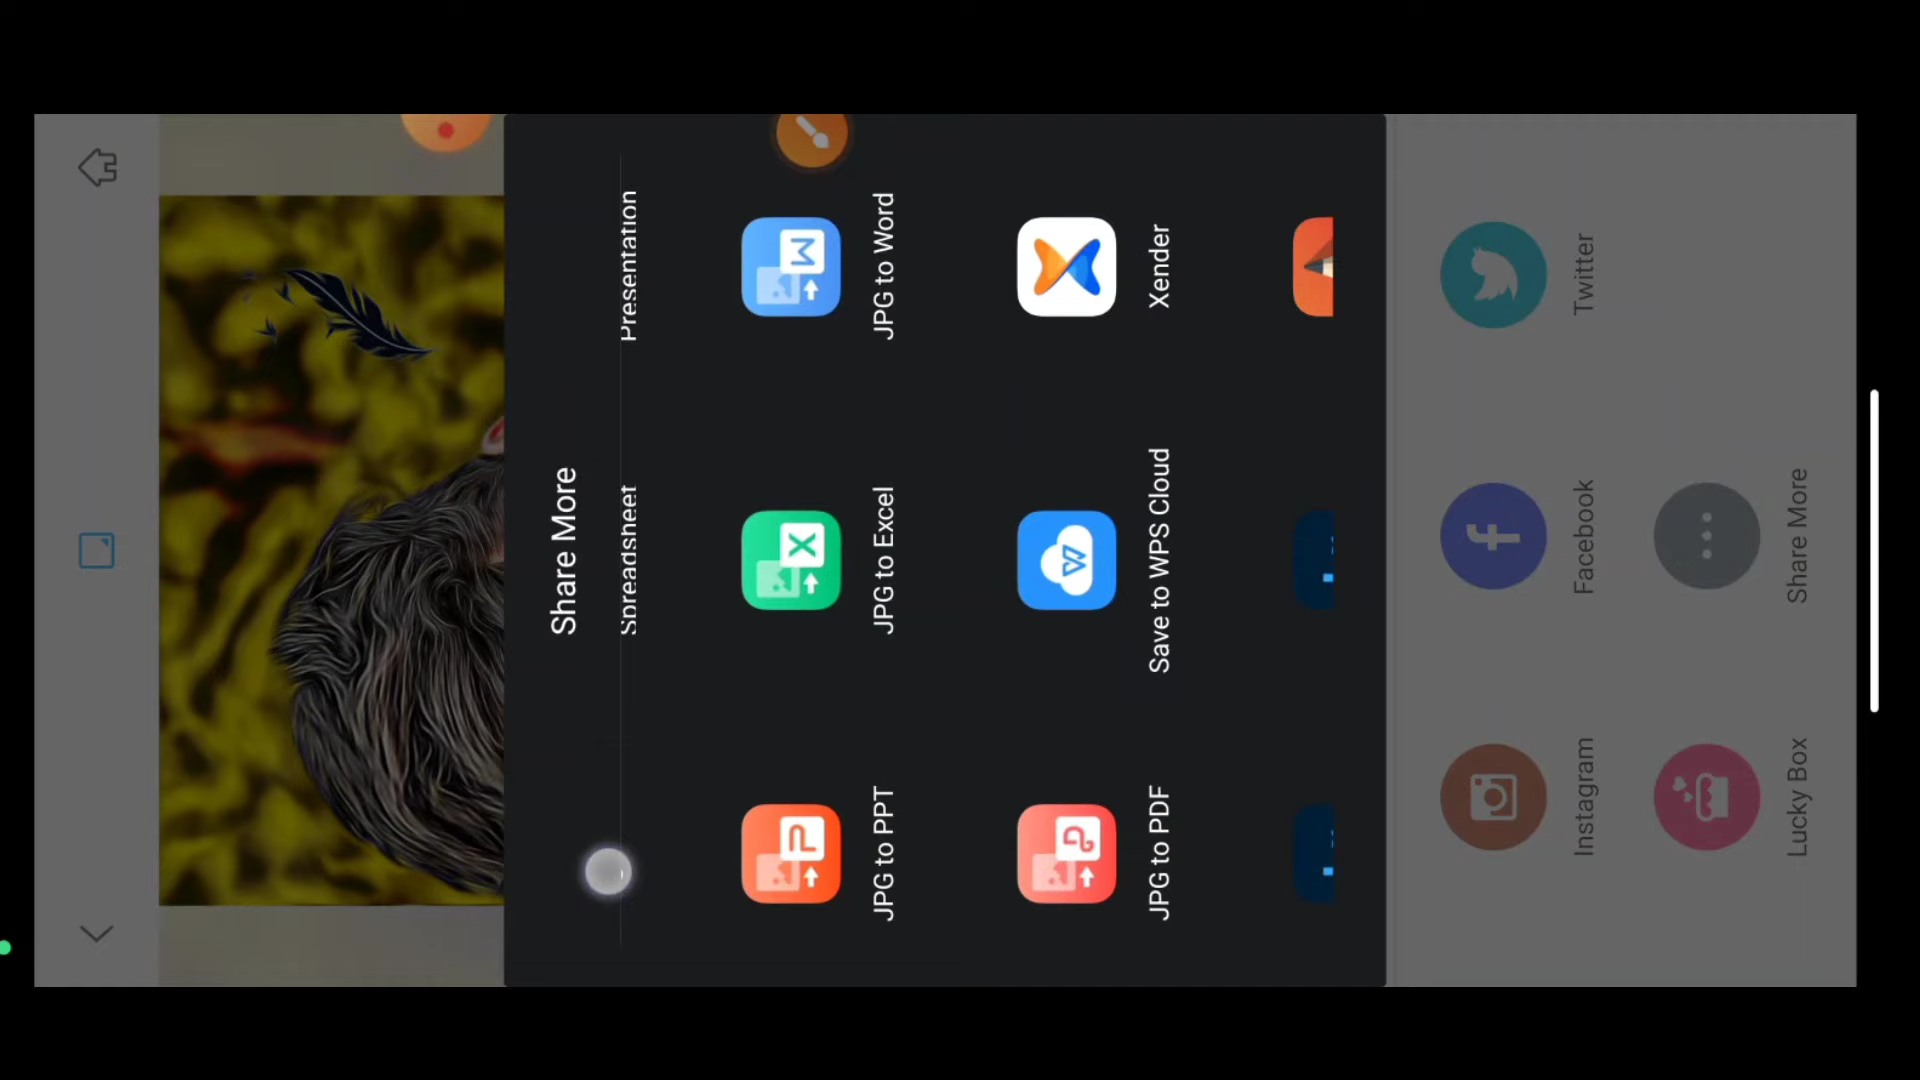 Share More
Spreadsheet
Presentation
JPG to PPT
JPG to Excel
JPG to Word
JPG to PDF
Save to WPS Cloud
Xender
Instagram
Facebook
Twitter
Lucky Box
Share More